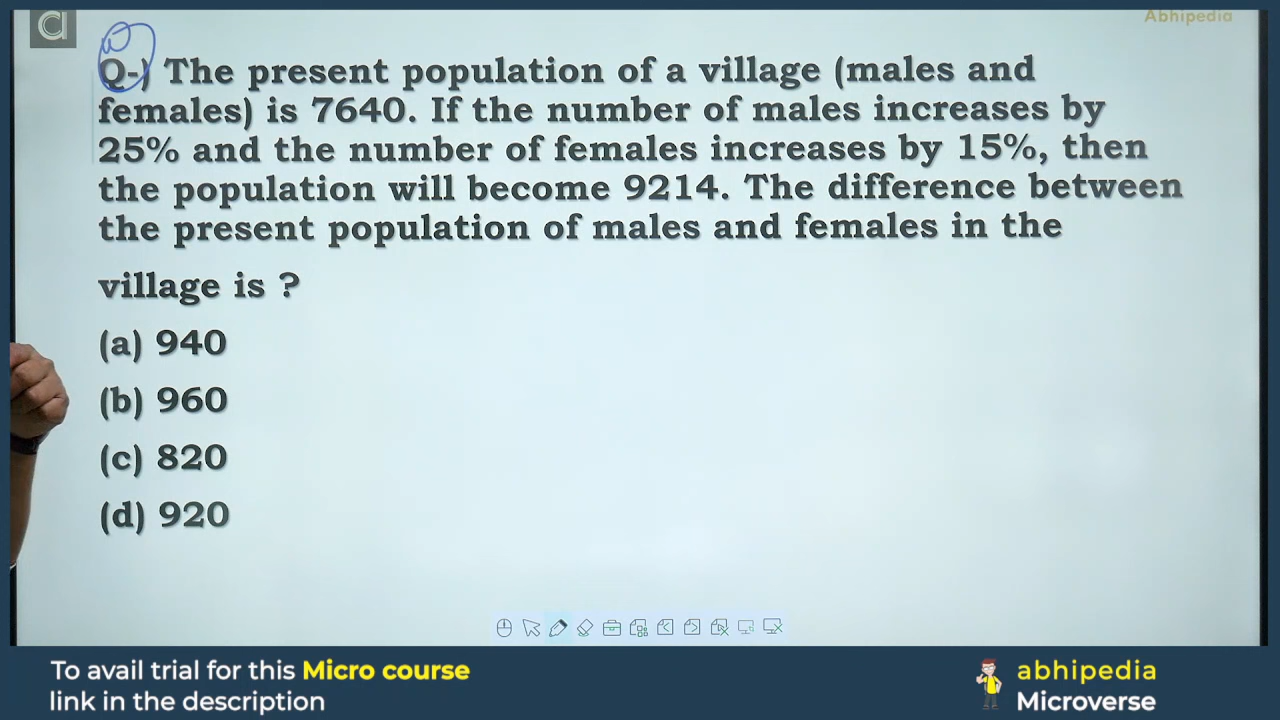 Abhipedia
Q-) The present population of a village (males and
females) is 7640. If the number of males increases by
25% and the number of females increases by 15%, then
the population will become 9214. The difference between
the present population of males and females in the
village is ?
(a) 940
(b) 960
(c) 820
(d) 920
To avail trial for this Micro course
link in the description
abhipedia
Microverse